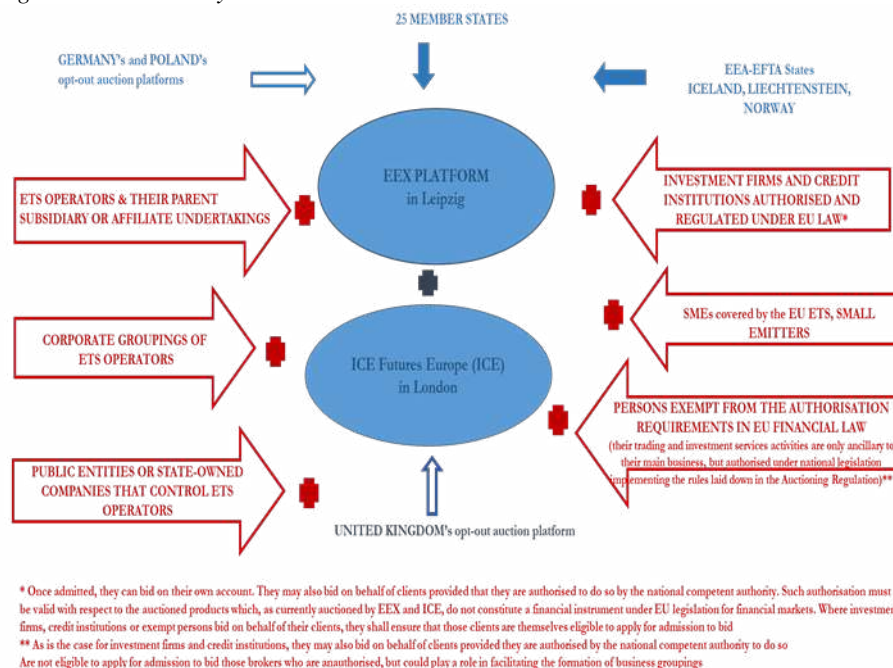 25 MEMBER STATES
GERMANY's and POLAND's
opt-out auction platforms
EEA-EFTA States
ICELAND, LIECHTENSTEIN,
NORWAY
EEX PLATFORM
in Leipzig
ETS OPERATORS & THEIR PARENT
SUBSIDIARY OR AFFILIATE UNDERTAKINGS
INVESTMENT FIRMS AND CREDIT
INSTITUTIONS AUTHORISED AND
REGULATED UNDER EU LAW*
CORPORATE GROUPINGS OF
ETS OPERATORS
SMEs COVERED by the EU ETS, SMALL
EMITTERS
ICE Futures Europe (ICE)
in London
PERSONS EXEMPT FROM THE AUTHORISATION
REQUIREMENTS IN EU FINANCIAL LAW
(their trading and investment services activities are only ancillary to
their main business, but authorised under national legislation
implementing the rules laid down in the Auctioning Regulation)**
PUBLIC ENTITIES OR STATE-OWNED
COMPANIES THAT CONTROL ETS
OPERATORS
UNITED KINGDOM's opt-out auction platform
* Once admitted, they can bid on their own account. They may also bid on behalf of clients provided that they are authorised to do so by the national competent authority. Such authorisation must
be valid with respect to the auctioned products which, as currently auctioned by EEX and ICE, do not constitute a financial instrument under EU legislation for financial markets. Where investment
firms, credit institutions or exempt persons bid on behalf of their clients, they shall ensure that those clients are themselves eligible to apply for admission to bid
** As is the case for investment firms and credit institutions, they may also bid on behalf of clients provided they are authorised by the national competent authority to do so
Are not eligible to apply for admission to bid those brokers who are anauthorised, but could play a role in facilitating the formation of business groupings